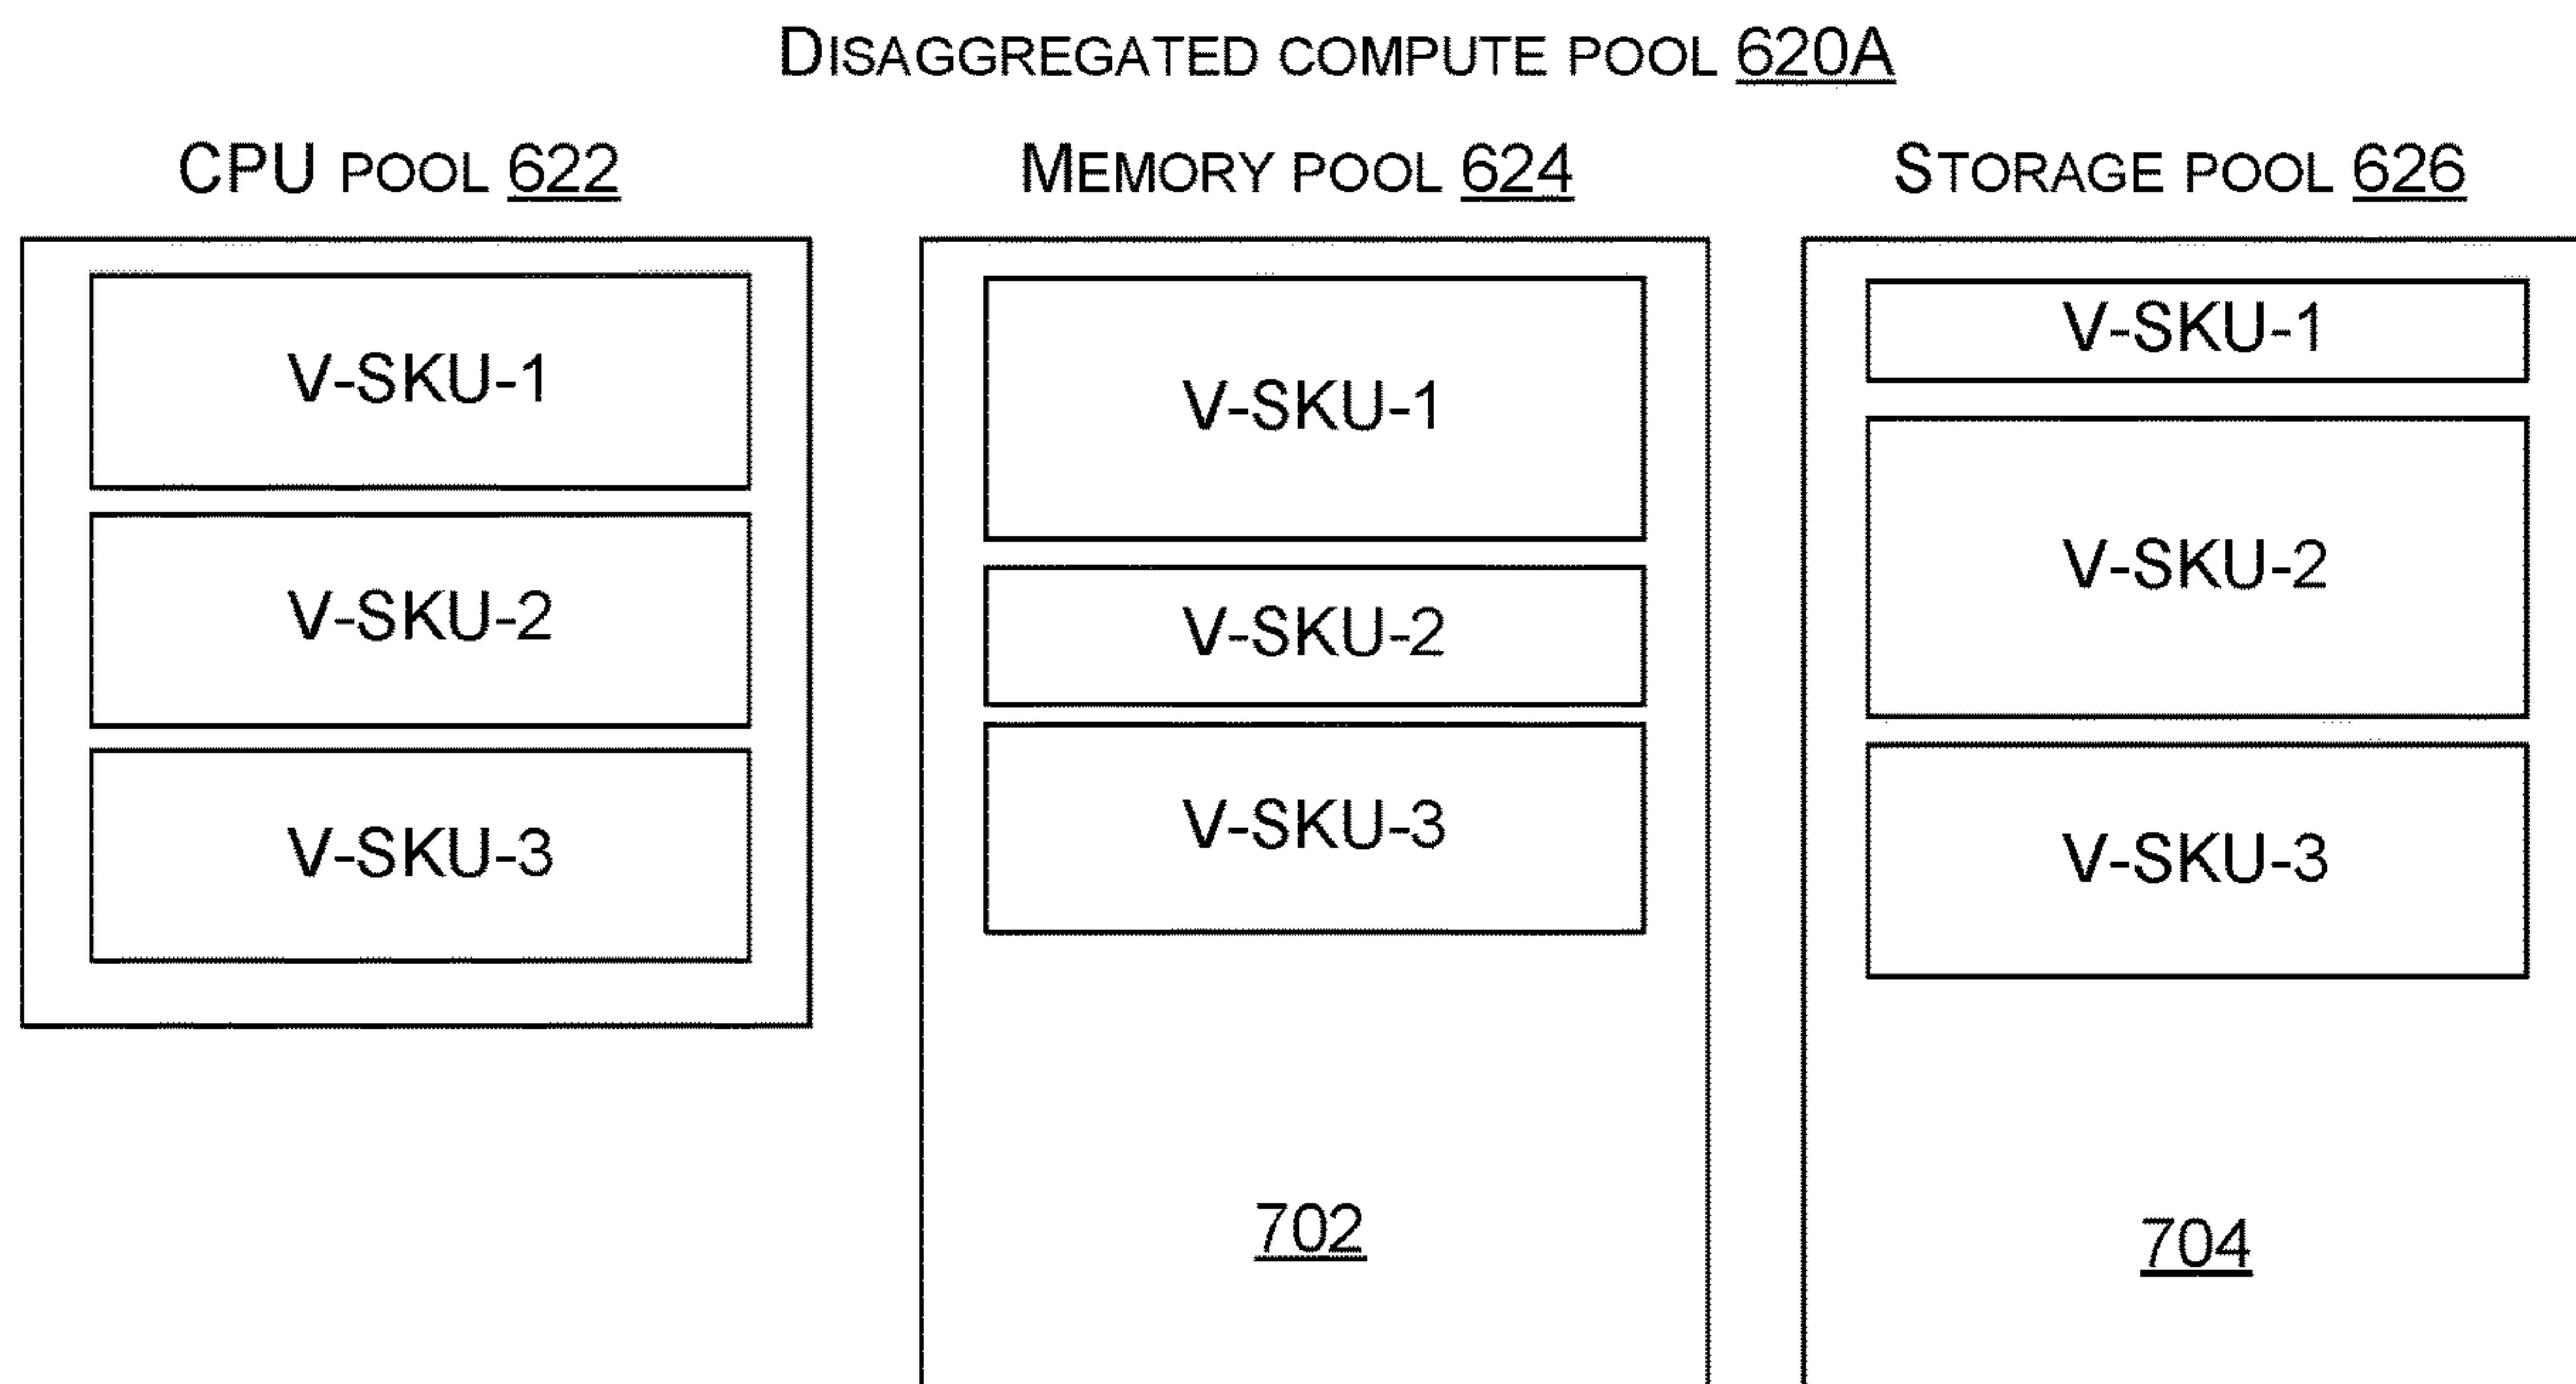 DISAGGREGATED COMPUTE POOL 620A
CPU POOL 622
MEMORY POOL 624
STORAGE POOL 626
V-SKU-1
V-SKU-2
V-SKU-3
V-SKU-1
V-SKU-2
V-SKU-3
702
V-SKU-1
V-SKU-2
V-SKU-3
704